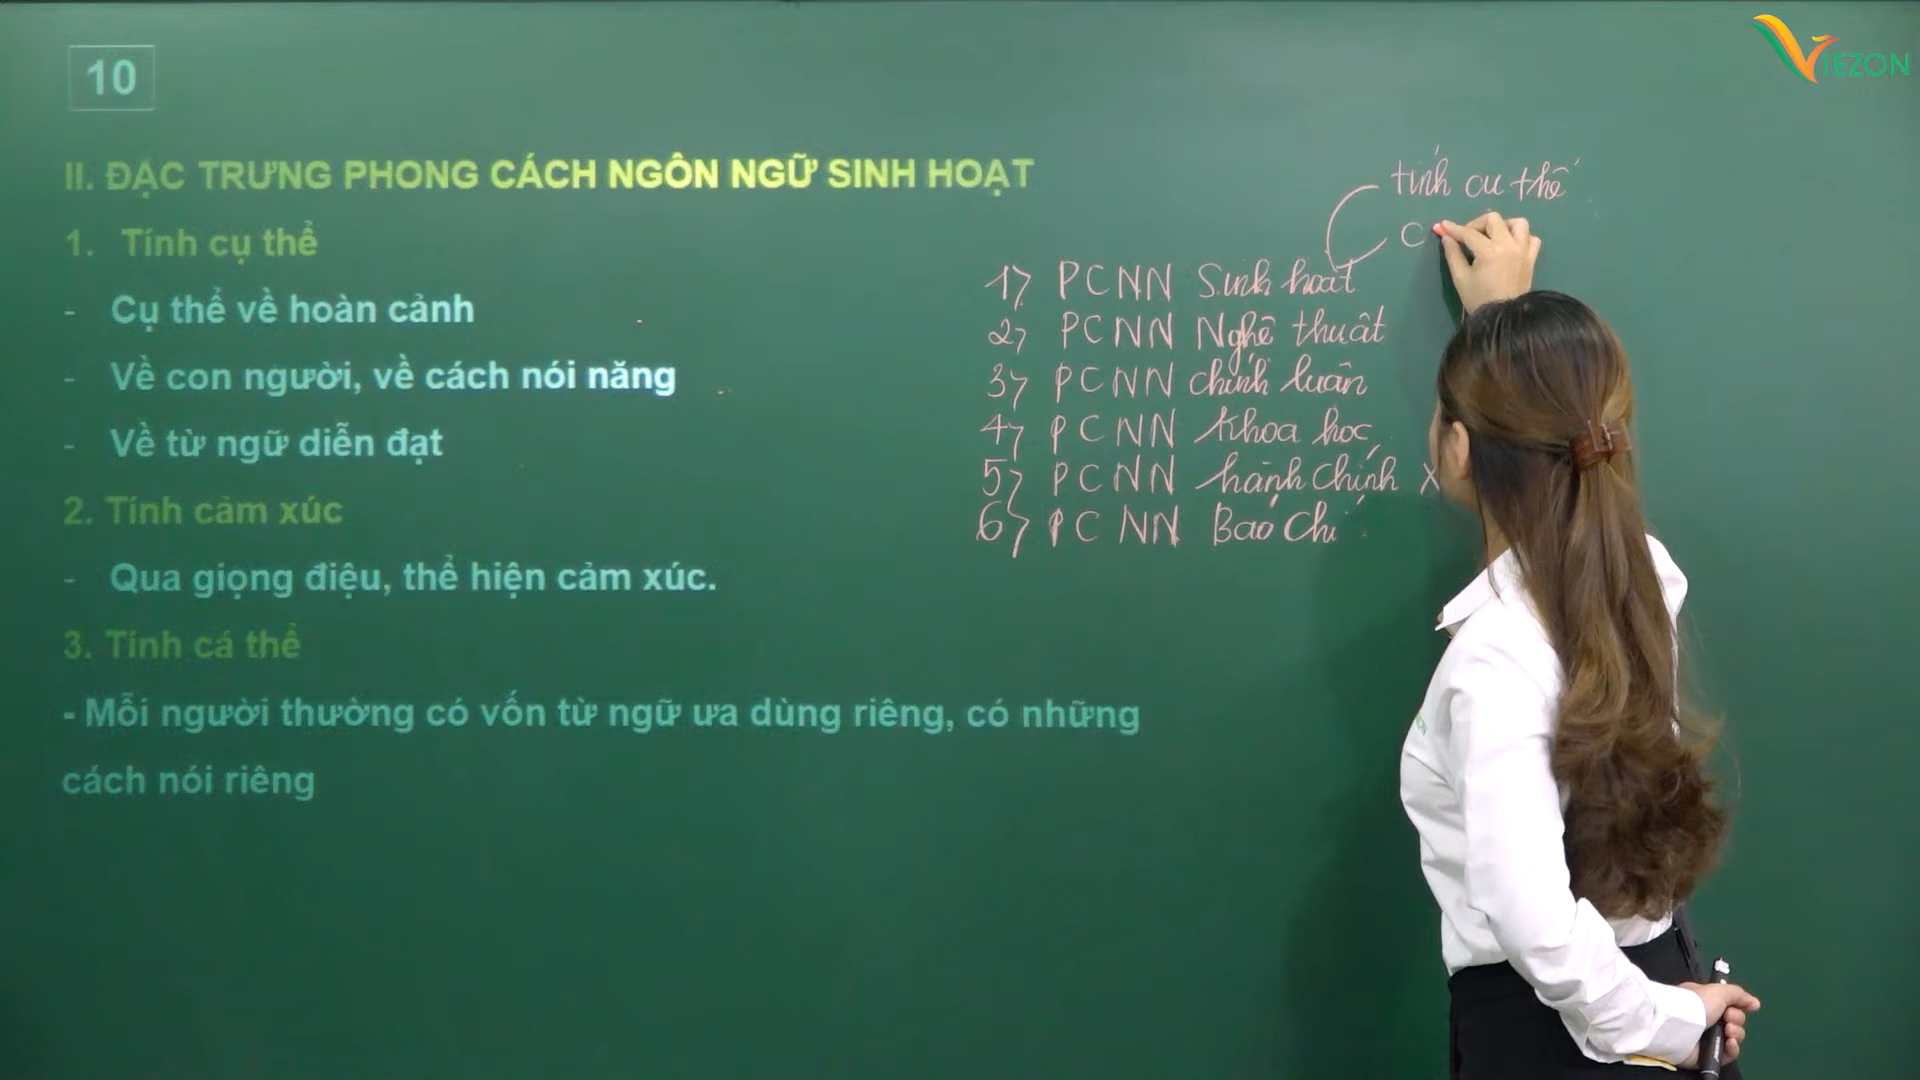 VIEZON
10
II. ĐẶC TRƯNG PHONG CÁCH NGÔN NGỮ SINH HOẠT
1. Tính cụ thể
- Cụ thể về hoàn cảnh
- Về con người, về cách nói năng
- Về từ ngữ diễn đạt
2. Tính cảm xúc
- Qua giọng điệu, thể hiện cảm xúc.
3. Tính cá thể
- Mỗi người thường có vốn từ ngữ ưa dùng riêng, có những
cách nói riêng
tính cụ thể
C
1) PCNN Sinh hoạt
2) PCNN Nghệ thuật
3) PCNN chính luận
4) PCNN Khoa học
5) PCNN hành chính X
6) PCNN Báo chí